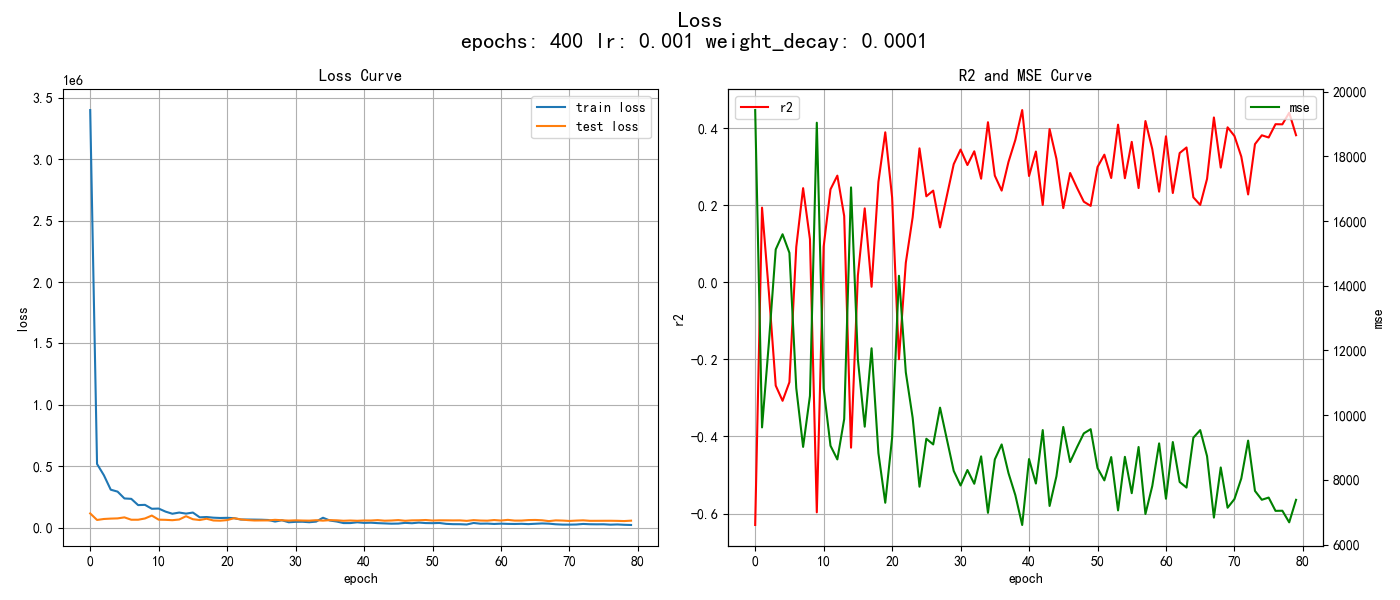 Loss
epochs: 400 lr: 0.001 weight_decay: 0.0001
Loss Curve
1e6
3.5
3.0
2.5
2.0
1.5
1.0
0.5
0.0
loss
0 10 20 30 40 50 60 70 80
epoch
train loss
test loss
R2 and MSE Curve
r2
mse
0.4
0.2
0.0
−0.2
−0.4
−0.6
r2
0 10 20 30 40 50 60 70 80
epoch
20000
18000
16000
14000
12000
10000
8000
6000
mse